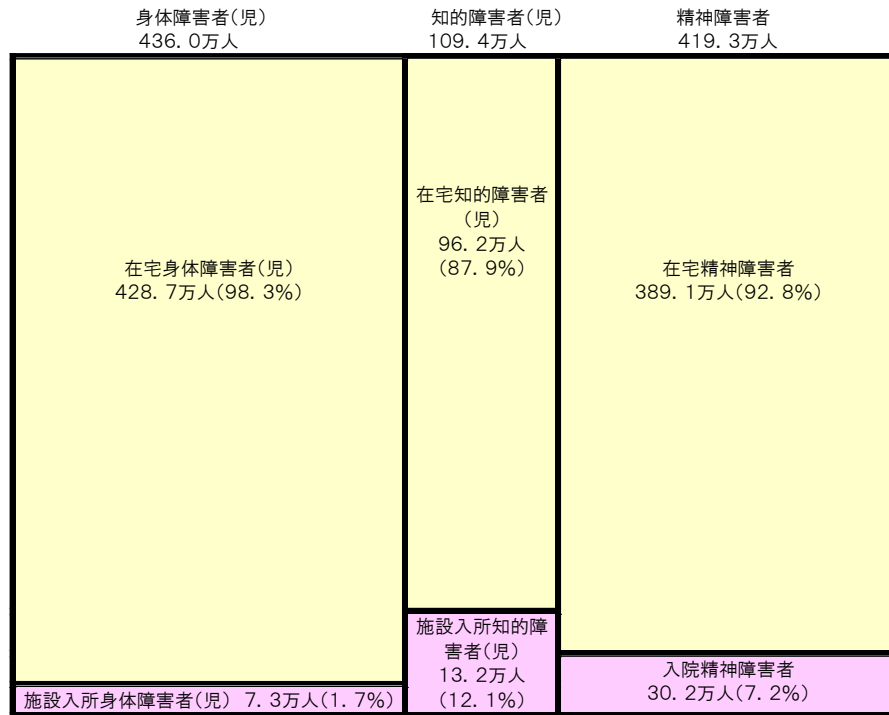 身体障害者(児)
436.0万人
知的障害者(児)
109.4万人
精神障害者
419.3万人
在宅身体障害者(児)
428.7万人(98.3%)
在宅知的障害者
(児)
96.2万人
(87.9%)
在宅精神障害者
389.1万人(92.8%)
施設入所身体障害者(児) 7.3万人(1.7%)
施設入所知的障
害者(児)
13.2万人
(12.1%)
入院精神障害者
30.2万人(7.2%)